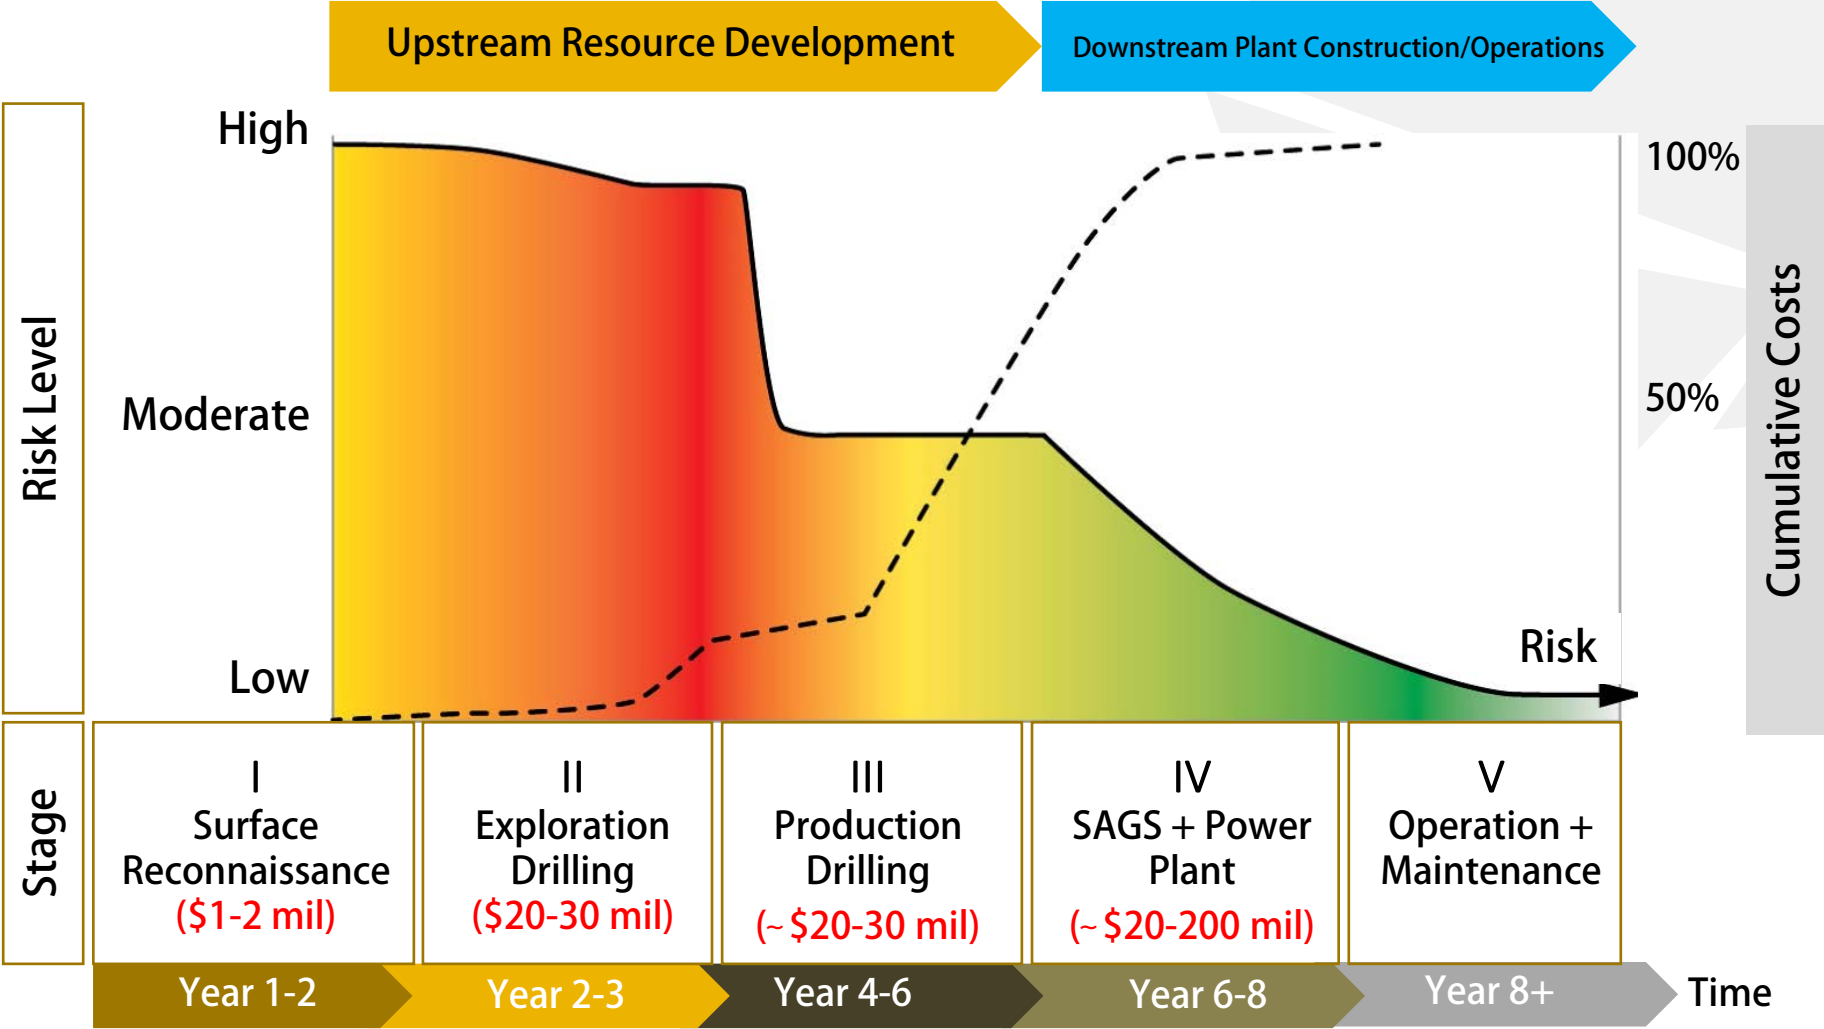 Upstream Resource Development
Downstream Plant Construction/Operations
Risk Level
High
Moderate
Low
100%
50%
Cumulative Costs
Risk
Stage
I
Surface
Reconnaissance
($1-2 mil)
II
Exploration
Drilling
($20-30 mil)
III
Production
Drilling
(~$20-30 mil)
IV
SAGS + Power
Plant
(~$20-200 mil)
V
Operation +
Maintenance
Year 1-2
Year 2-3
Year 4-6
Year 6-8
Year 8+
Time